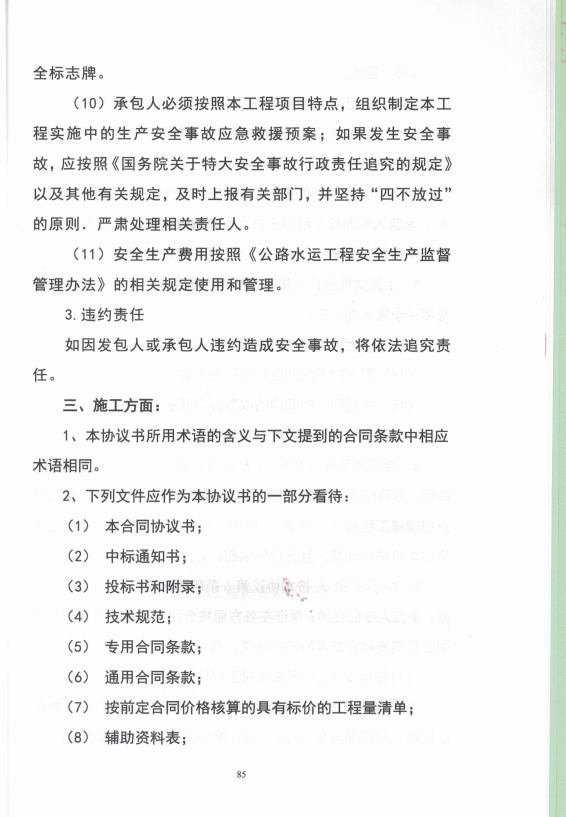 全标志牌。
（10）承包人必须按照本工程项目特点，组织制定本工
程实施中的生产安全事故应急救援预案；如果发生安全事
故，应按照《国务院关于特大安全事故行政责任追究的规定》
以及其他有关规定，及时上报有关部门，并坚持“四不放过”
的原则．严肃处理相关责任人。
（11）安全生产费用按照《公路水运工程安全生产监督
管理办法》的相关规定使用和管理。
3.违约责任
如因发包人或承包人违约造成安全事故，将依法追究责
任。
三、施工方面：
1、本协议书所用术语的含义与下文提到的合同条款中相应
术语相同。
2、下列文件应作为本协议书的一部分看待：
（1） 本合同协议书；
（2） 中标通知书；
（3） 投标书和附录；
（4） 技术规范；
（5） 专用合同条款；
（6） 通用合同条款；
（7） 按前定合同价格核算的具有标价的工程量清单；
（8） 辅助资料表；
85